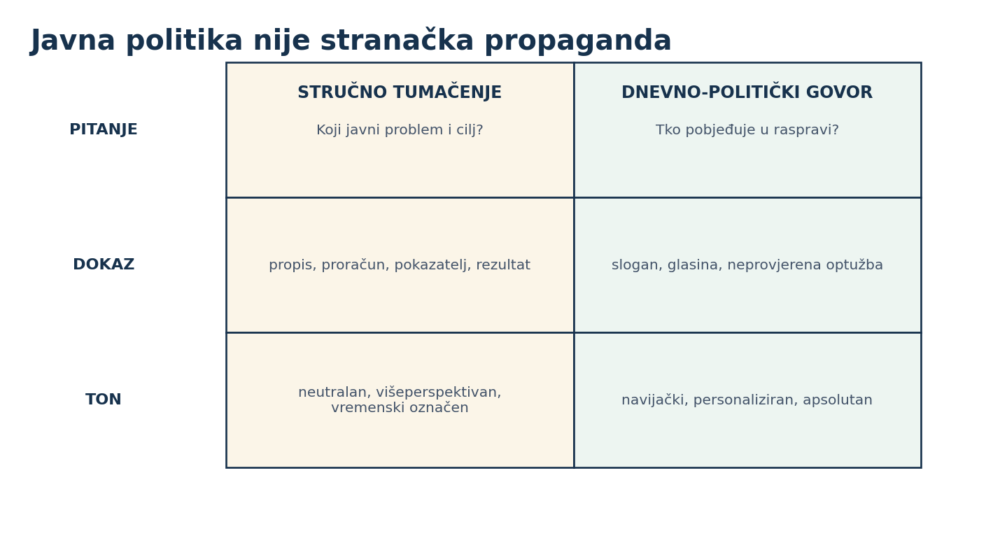 Javna politika nije stranačka propaganda
STRUČNO TUMAČENJE
DNEVNO-POLITIČKI GOVOR
PITANJE
Koji javni problem i cilj?
Tko pobjeđuje u raspravi?
DOKAZ
propis, proračun, pokazatelj, rezultat
slogan, glasina, neprovjerena optužba
TON
neutralan, višeperspektivan,
vremenski označen
navijački, personaliziran, apsolutan